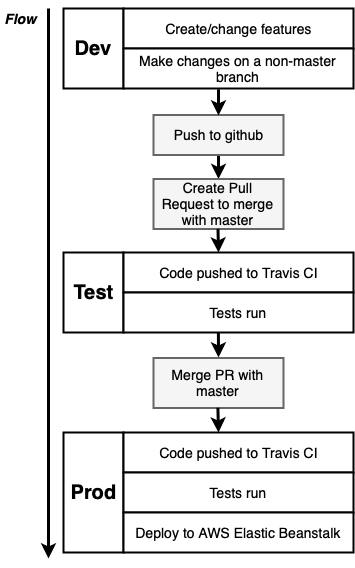 Flow
Dev
Create/change features
Make changes on a non-master
branch
Push to github
Create Pull
Request to merge
with master
Test
Code pushed to Travis CI
Tests run
Merge PR with
master
Prod
Code pushed to Travis CI
Tests run
Deploy to AWS Elastic Beanstalk